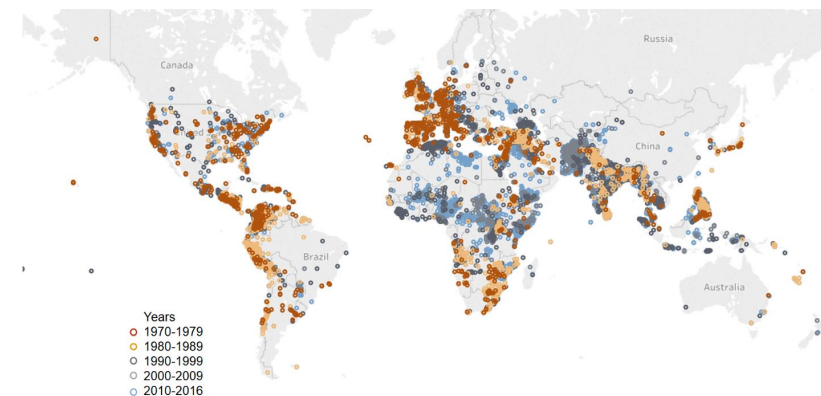 Russia
Canada
China
Brazil
Australia
Years
1970-1979
1980-1989
1990-1999
2000-2009
2010-2016